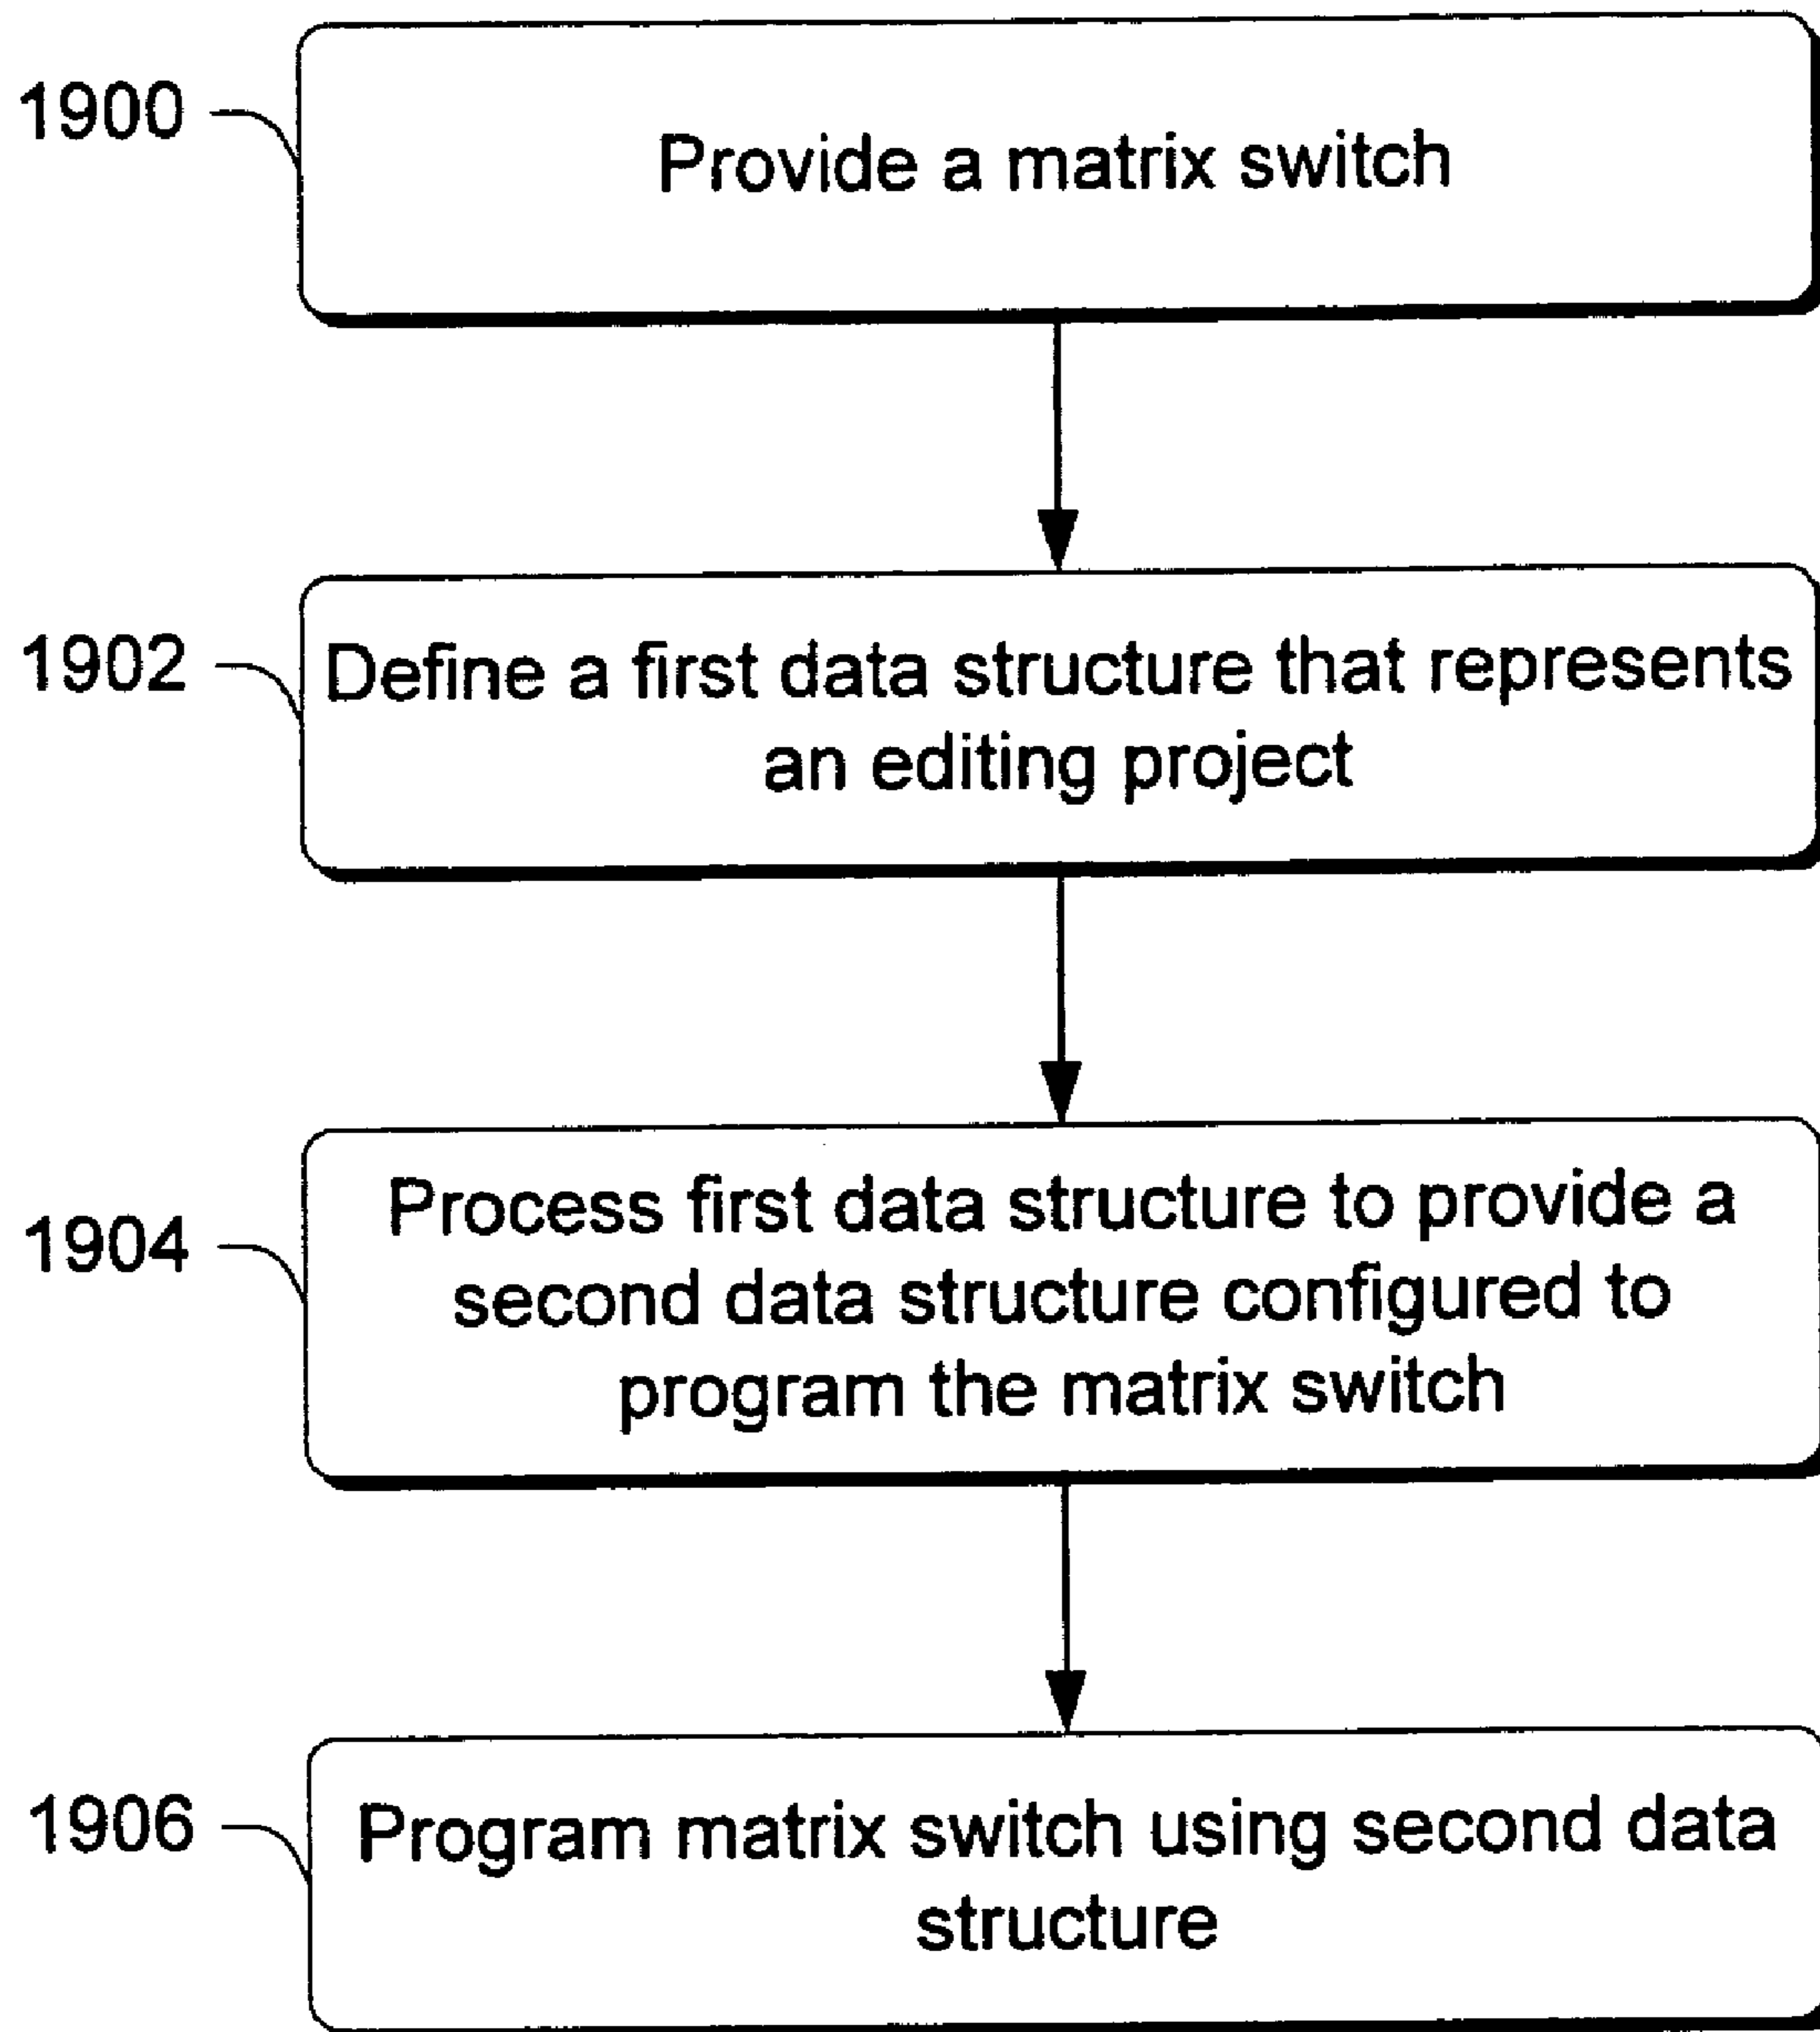 1900
Provide a matrix switch
1902
Define a first data structure that represents
an editing project
1904
Process first data structure to provide a
second data structure configured to
program the matrix switch
1906
Program matrix switch using second data
structure